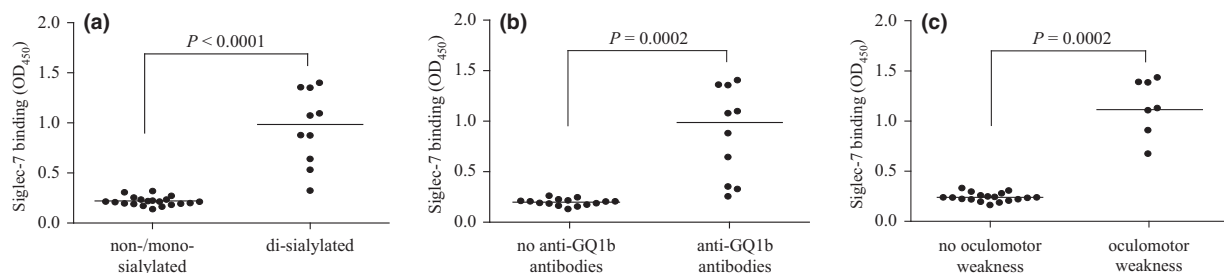 (a)
P < 0.0001
Siglec-7 binding (OD450)
2.0
1.5
1.0
0.5
0.0
non-/mono-
sialylated
di-sialylated
(b)
P = 0.0002
Siglec-7 binding (OD450)
2.0
1.5
1.0
0.5
0.0
no anti-GQ1b
antibodies
anti-GQ1b
antibodies
(c)
P = 0.0002
Siglec-7 binding (OD450)
2.0
1.5
1.0
0.5
0.0
no oculomotor
weakness
oculomotor
weakness